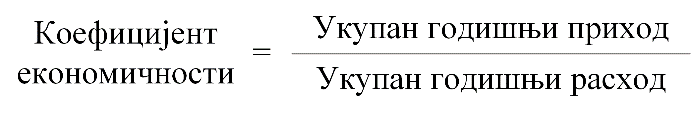 Коефицијент
економичности
=
Укупан годишњи приход
Укупан годишњи расход